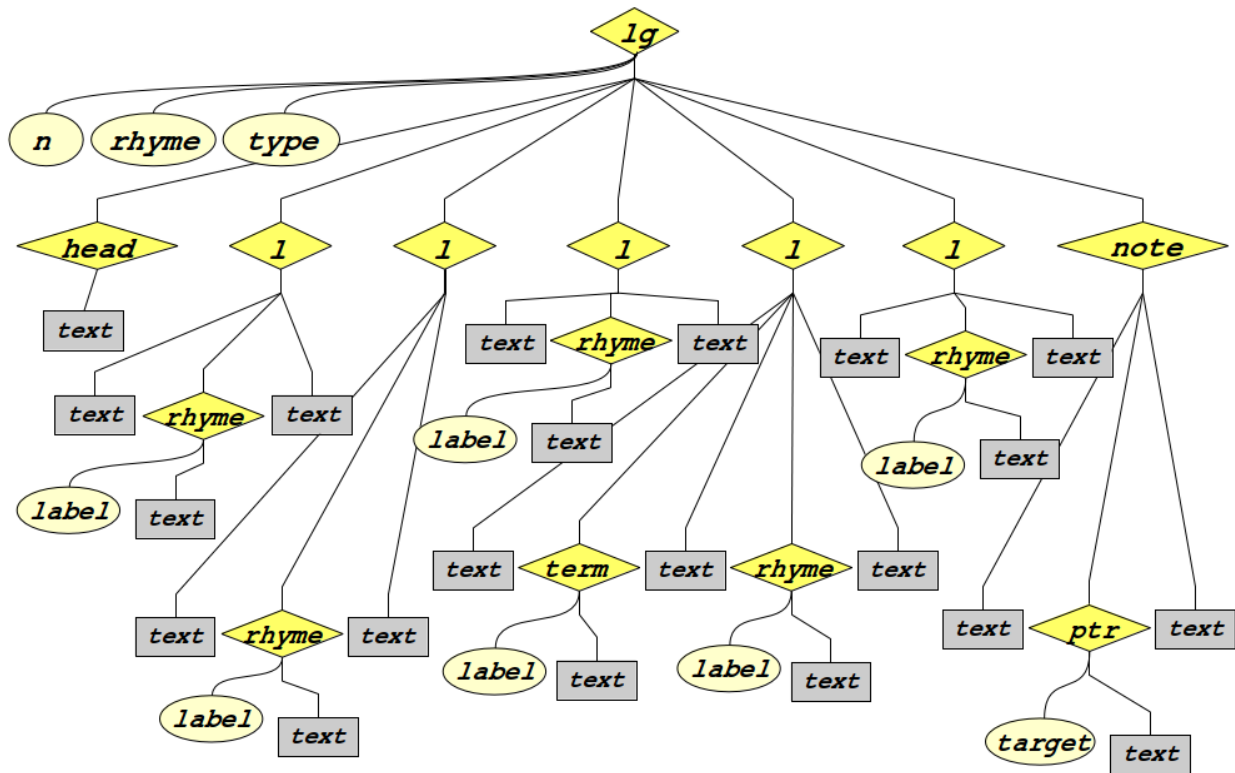 lg
n rhyme type
head l l l l l note
text text rhyme text text rhyme text
text rhyme text label text label text
label text text term text rhyme text
text rhyme text label text label text text ptr text
label text target text